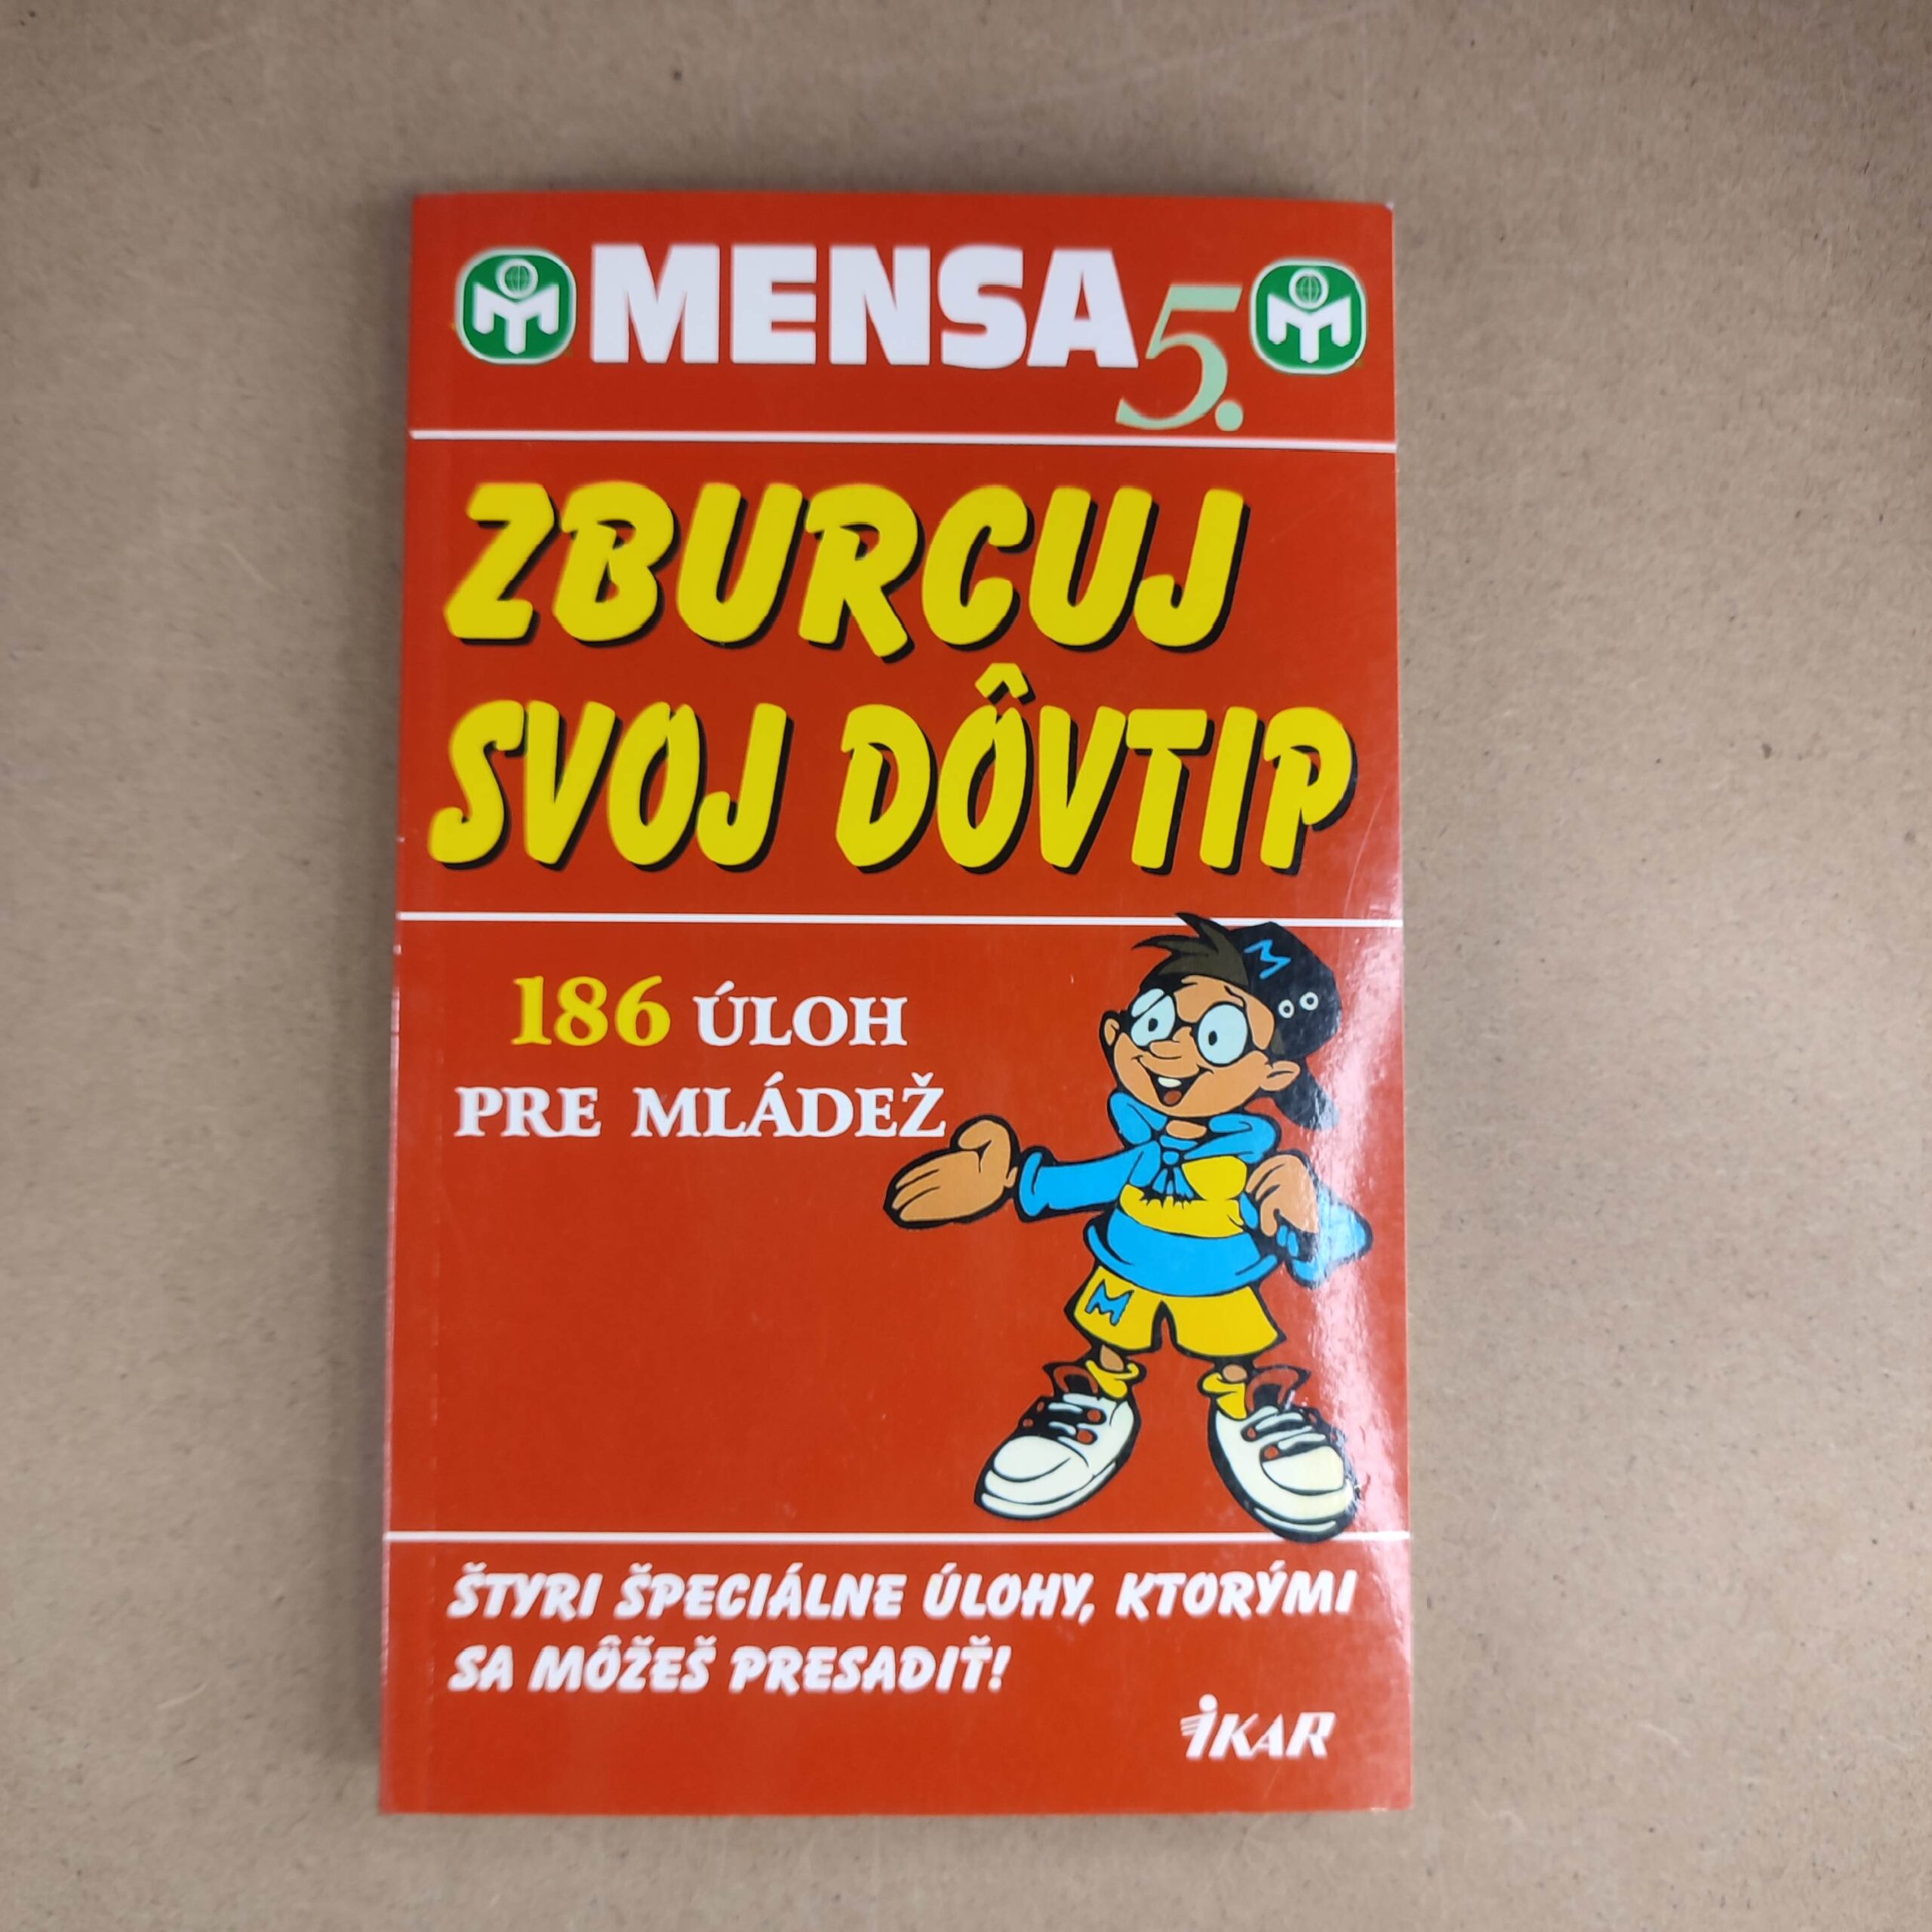 MENSA 5.
ZBURCUJ
SVOJ DÔVTIP
186 ÚLOH
PRE MLÁDEŽ
M
M
ŠTYRI ŠPECIÁLNE ÚLOHY, KTORÝMI
SA MÔŽEŠ PRESADIŤ!
IKAR